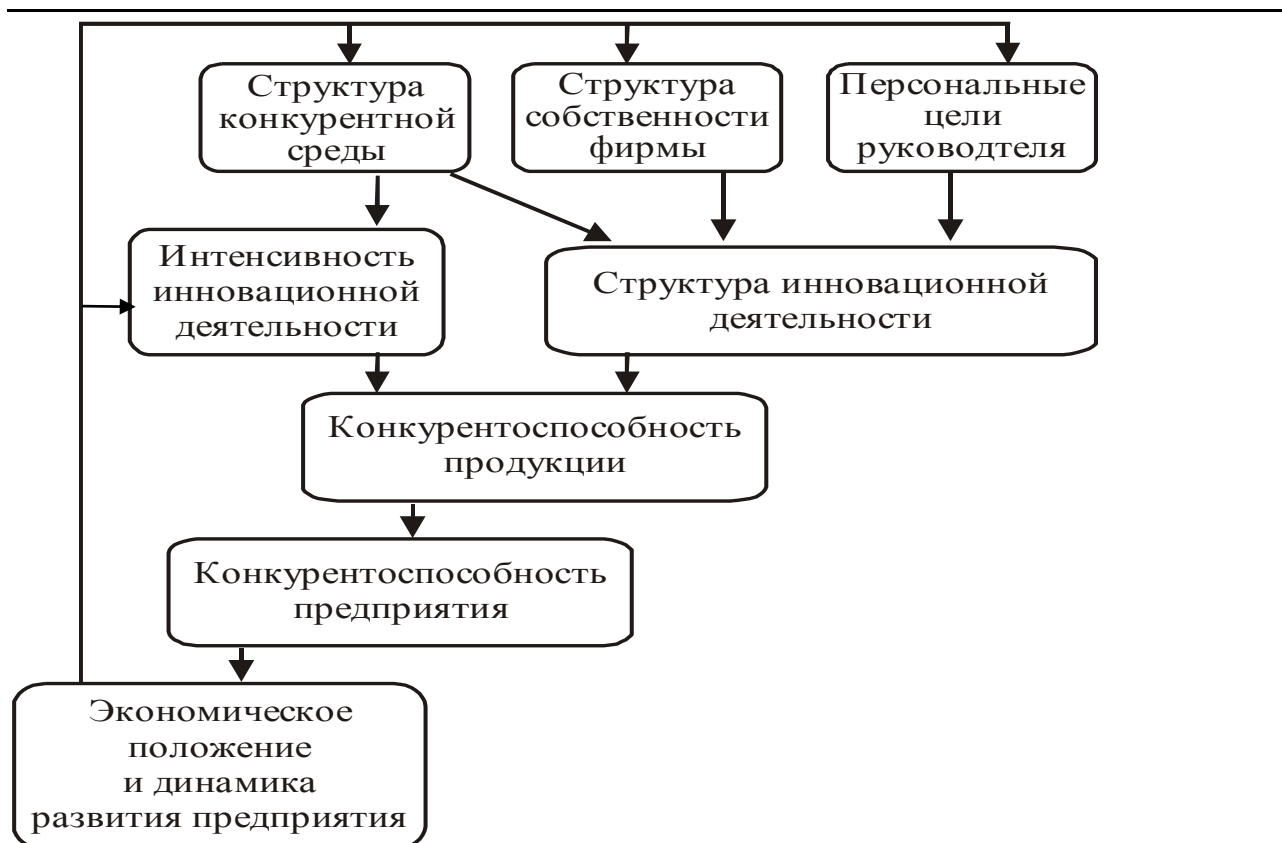 Структура
конкурентной
среды
Структура
собственности
фирмы
Персональные
цели
руководтеля
Интенсивность
инновационной
деятельности
Структура инновационной
деятельности
Конкурентоспособность
продукции
Конкурентоспособность
предприятия
Экономическое
положение
и динамика
развития предприятия